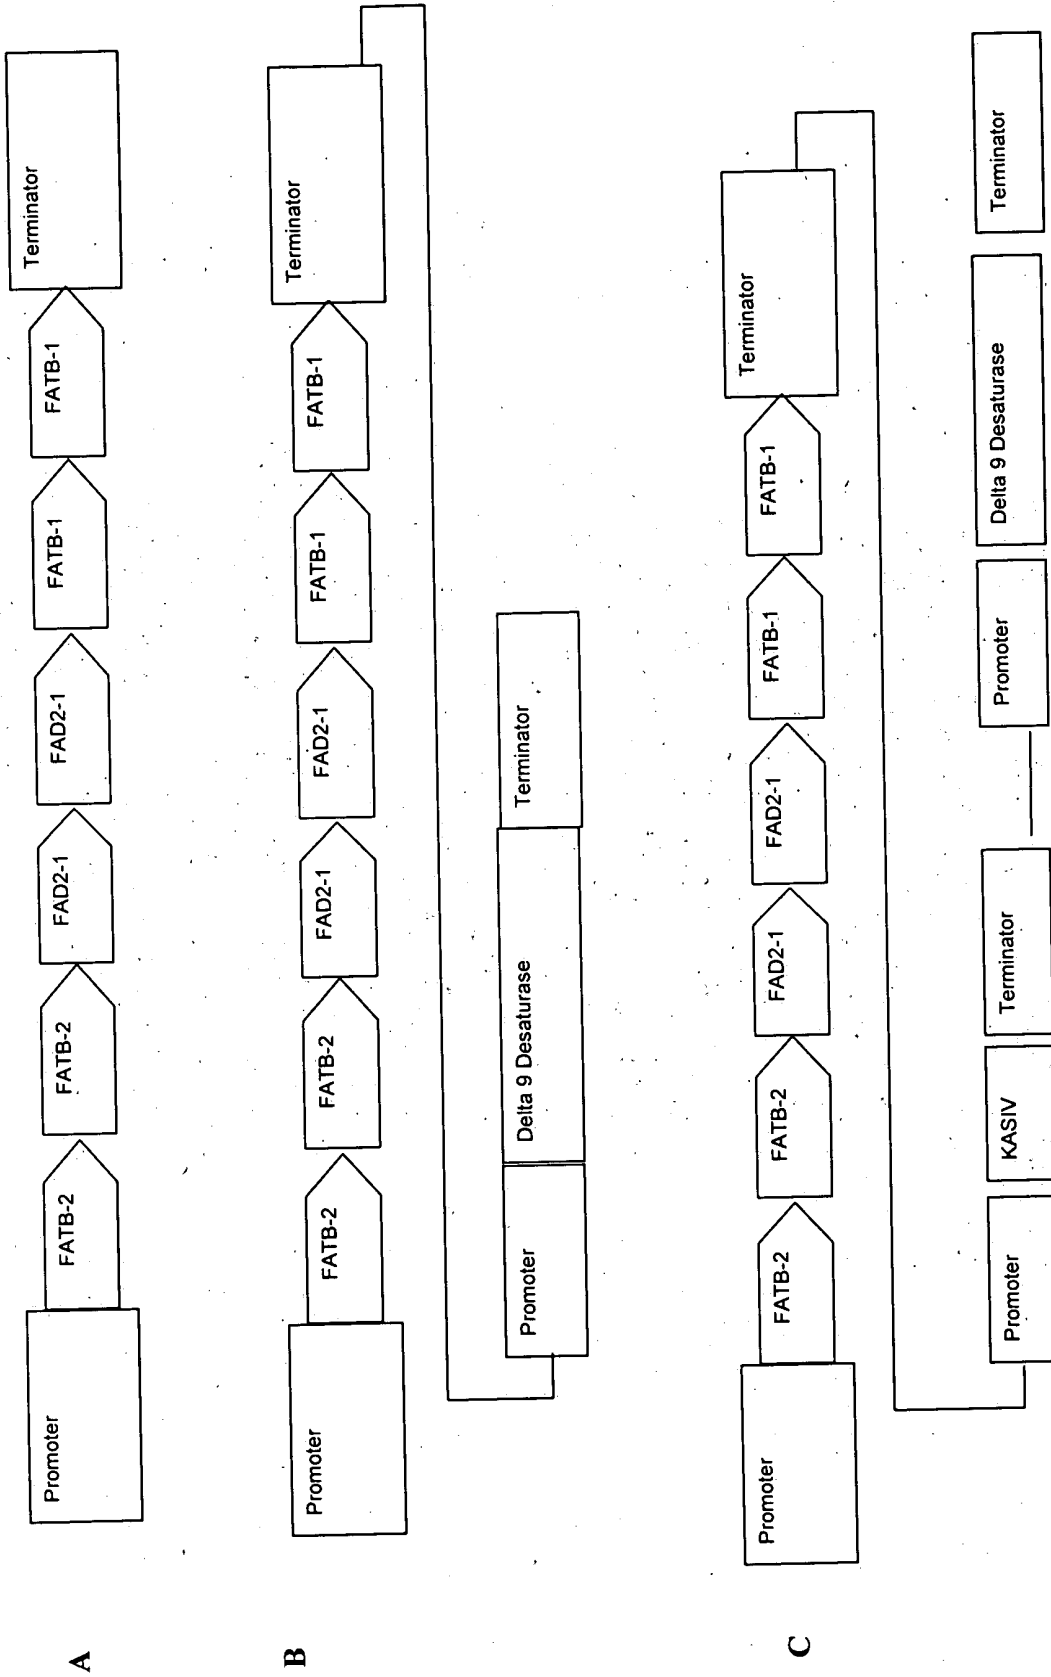 A
Promoter
FATB-2
FATB-2
FAD2-1
FAD2-1
FATB-1
FATB-1
Terminator
B
Promoter
FATB-2
FATB-2
FAD2-1
FAD2-1
FATB-1
FATB-1
Terminator
Promoter
Delta 9 Desaturase
Terminator
C
Promoter
FATB-2
FATB-2
FAD2-1
FAD2-1
FATB-1
FATB-1
Terminator
Promoter
KASIV
Terminator
Promoter
Delta 9 Desaturase
Terminator